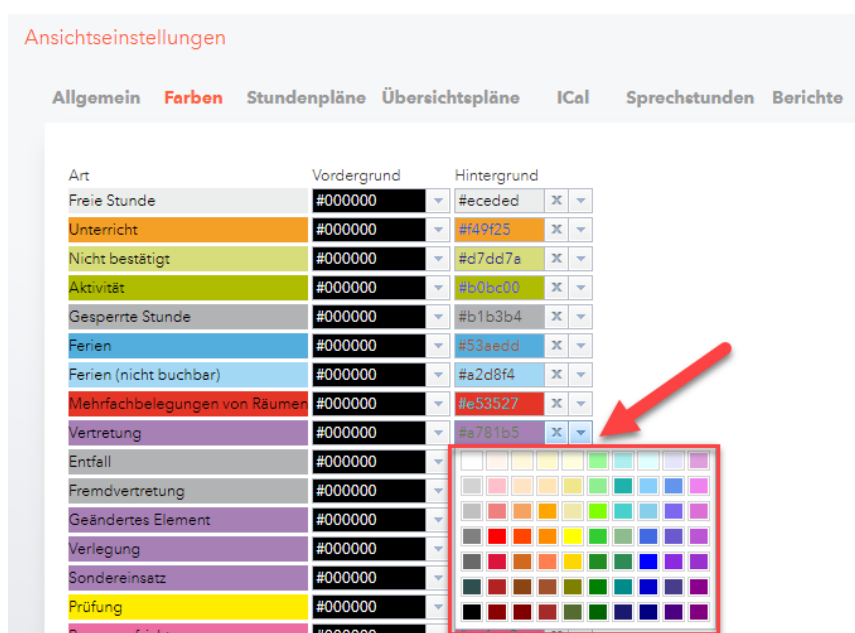 Ansichtseinstellungen
Allgemein Farben Stundenpläne Übersichtspläne ICal Sprechstunden Berichte
Art Vordergrund Hintergrund
Freie Stunde #000000 #ececed x
Unterricht #000000 #f49f25 x
Nicht bestätigt #000000 #d7dd7a x
Aktivität #000000 #b0bc00 x
Gesperrte Stunde #000000 #b1b3b4 x
Ferien #000000 #53aedd x
Ferien (nicht buchbar) #000000 #a2d8f4 x
Mehrfachbelegungen von Räumen #000000 #e53527 x
Vertretung #000000 #a781b5 x
Entfall #000000
Fremdvertretung #000000
Geändertes Element #000000
Verlegung #000000
Sondereinsatz #000000
Prüfung #000000